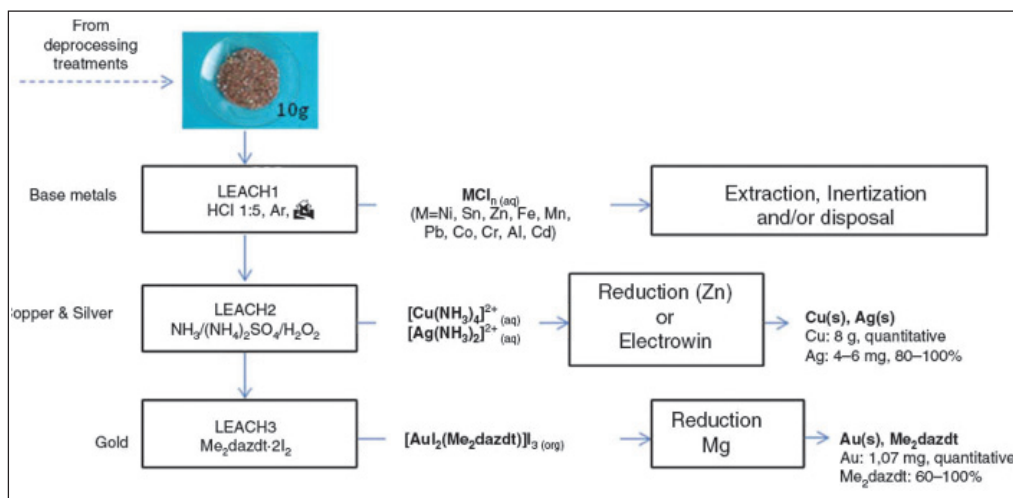 From
deprocessing
treatments
10g
Base metals
LEACH1
HCl 1:5, Ar,
MCln (aq)
(M=Ni, Sn, Zn, Fe, Mn,
Pb, Co, Cr, Al, Cd)
Extraction, Inertization
and/or disposal
Copper & Silver
LEACH2
NH3/(NH4)2SO4/H2O2
[Cu(NH3)4]2+ (aq)
[Ag(NH3)2]2+ (aq)
Reduction (Zn)
or
Electrowin
Cu(s), Ag(s)
Cu: 8 g, quantitative
Ag: 4–6 mg, 80–100%
Gold
LEACH3
Me2dazdt·2I2
[AuI2(Me2dazdt)]I3 (org)
Reduction
Mg
Au(s), Me2dazdt
Au: 1,07 mg, quantitative
Me2dazdt: 60–100%